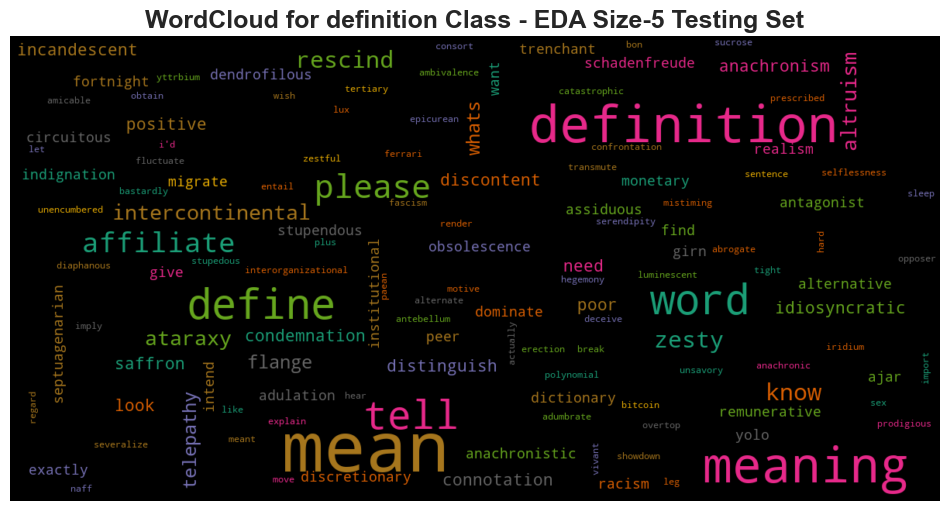 WordCloud for definition Class - EDA Size-5 Testing Set
incandescent
rescind
consort
trenchant
bon
sucrose
fortnight
yttrbium
dendrofilous
ambivalence
want
schadenfreude
anachronism
altruism
amicable
obtain
wish
tertiary
lux
epicurean
whats
catastrophic
prescribed
definition
circuitous
positive
i'd
let
fluctuate
zestful
ferrari
confrontation
realism
indignation
bastardly
migrate
entail
please
discontent
transmute
monetary
sentence
selflessness
unencumbered
intercontinental
fascism
assiduous
mistiming
antagonist
sleep
affiliate
stupendous
plus
render
serendipity
find
abrogate
hard
opposer
diaphanous
give
stupedous
interorganizational
institutional
paean
obsolescence
need
girn
luminescent
tight
alternative
septuagenarian
define
motive
alternate
hegemony
poor
word
idiosyncratic
imply
ataraxy
condemnation
antebellum
dominate
peer
actually
deceive
zesty
saffron
flange
distinguish
erection
break
polynomial
unsavory
anachronic
iridium
import
regard
look
telepathy
intend
like
adulation
hear
dictionary
bitcoin
know
ajar
sex
explain
tell
adumbrate
overtop
remunerative
prodigious
severalize
meant
mean
anachronistic
vivant
showdown
yolo
exactly
naff
move
discretionary
connotation
racism
leg
meaning